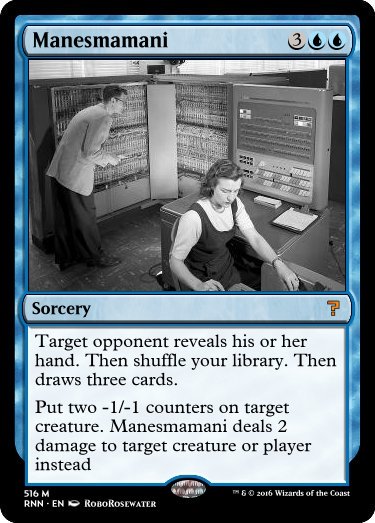 Manesmamani 3
Sorcery ?
Target opponent reveals his or her
hand. Then shuffle your library. Then
draws three cards.
Put two -1/-1 counters on target
creature. Manesmamani deals 2
damage to target creature or player
instead
516 M
RNN • EN RoboRosewater
™ & © 2016 Wizards of the Coast